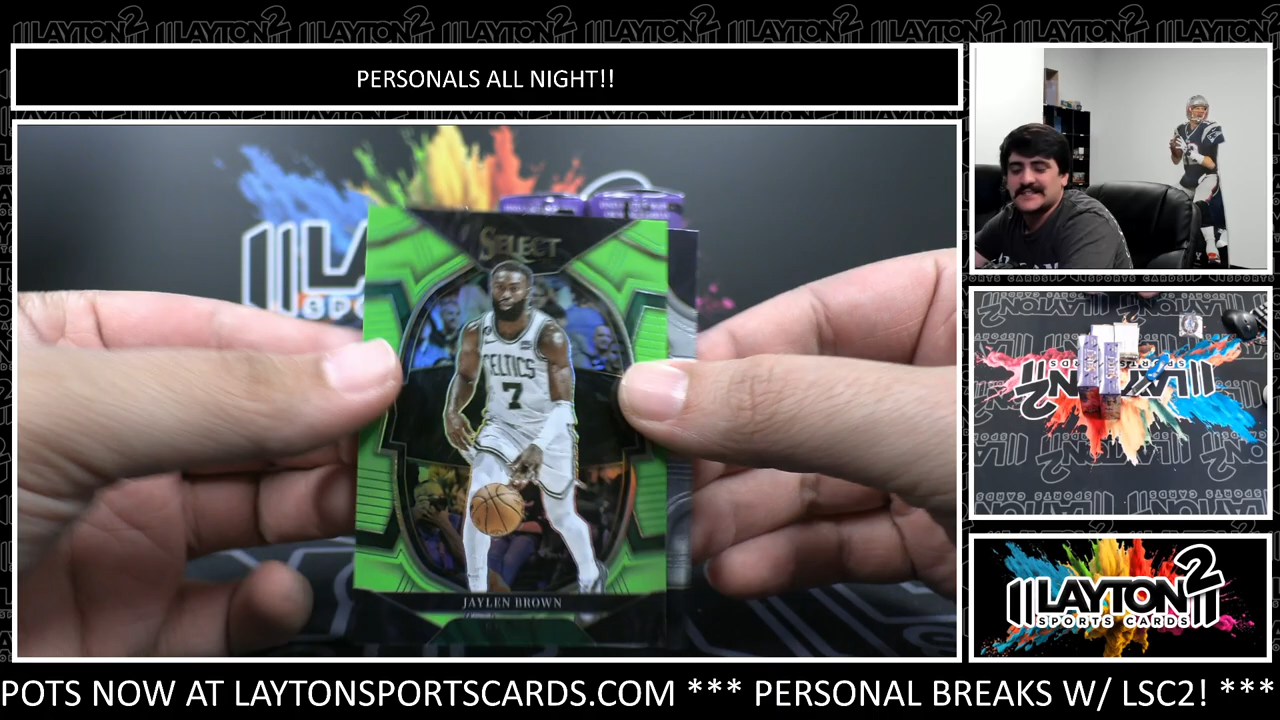 PERSONALS ALL NIGHT!!
SELECT
CELTICS
7
JAYLEN BROWN
LAYTON 2
SPORTS CARDS
POTS NOW AT LAYTONSPORTSCARDS.COM *** PERSONAL BREAKS W/ LSC2! ***